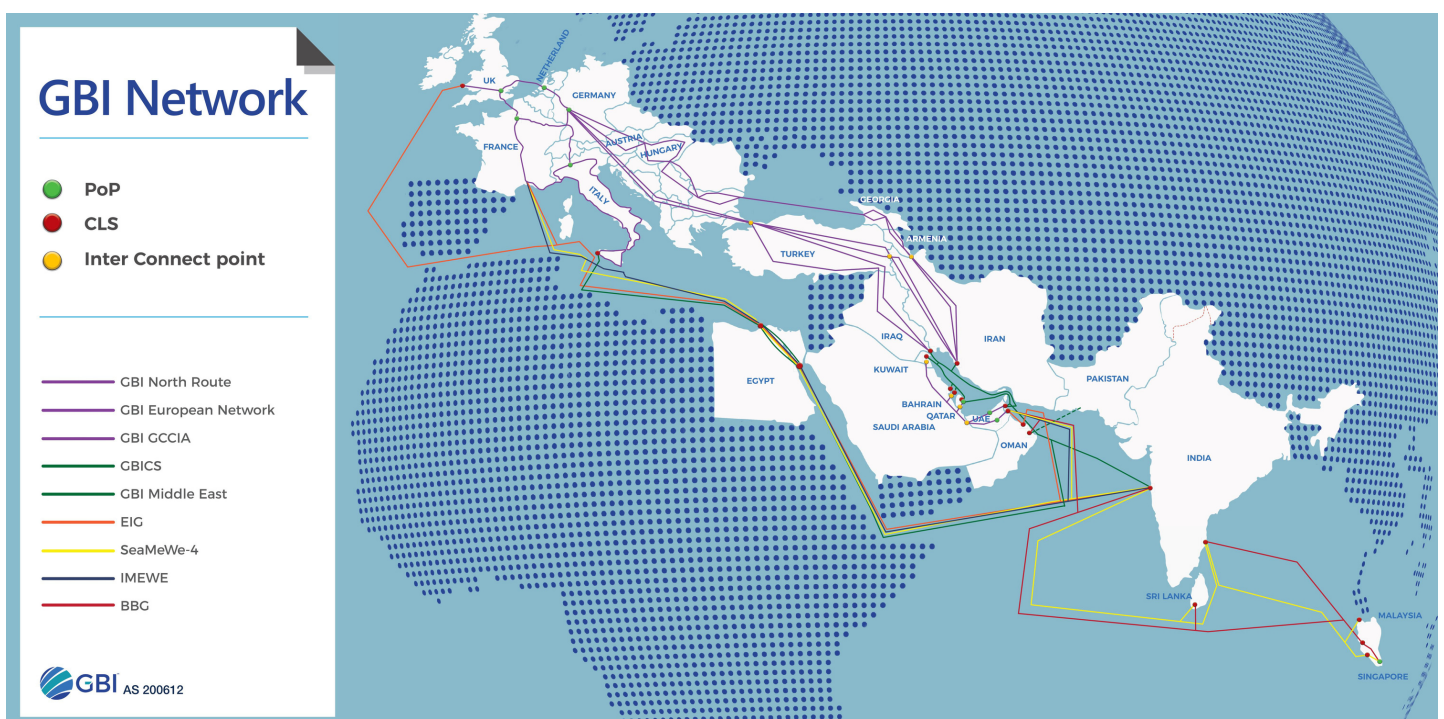 GBI Network
PoP
CLS
Inter Connect point
GBI North Route
GBI European Network
GBI GCCIA
GBICS
GBI Middle East
EIG
SeaMeWe-4
IMEWE
BBG
GBI AS 200612
UK
NETHERLAND
GERMANY
FRANCE
AUSTRIA
HUNGARY
ITALY
GEORGIA
ARMENIA
TURKEY
IRAQ
IRAN
KUWAIT
EGYPT
PAKISTAN
BAHRAIN
QATAR
UAE
SAUDI ARABIA
OMAN
INDIA
SRI LANKA
MALAYSIA
SINGAPORE